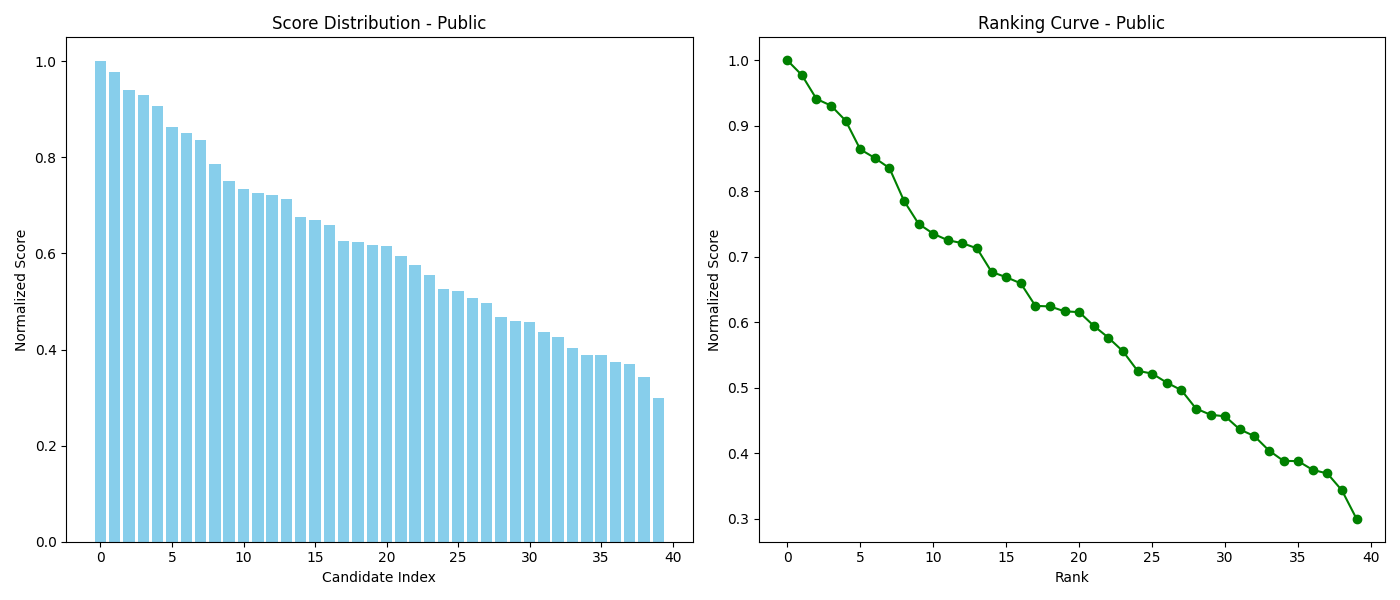 Score Distribution - Public
Normalized Score
1.0
0.8
0.6
0.4
0.2
0.0
0 5 10 15 20 25 30 35 40
Candidate Index
Ranking Curve - Public
Normalized Score
1.0
0.9
0.8
0.7
0.6
0.5
0.4
0.3
0 5 10 15 20 25 30 35 40
Rank